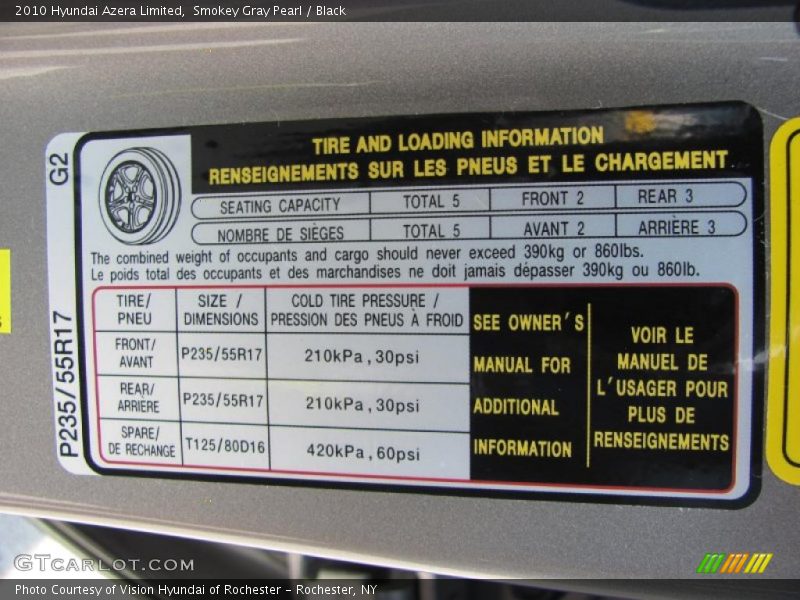 2010 Hyundai Azera Limited, Smokey Gray Pearl / Black
G2
P235/55R17
TIRE AND LOADING INFORMATION
RENSEIGNEMENTS SUR LES PNEUS ET LE CHARGEMENT
SEATING CAPACITY TOTAL 5 FRONT 2 REAR 3
NOMBRE DE SIÈGES TOTAL 5 AVANT 2 ARRIÈRE 3
The combined weight of occupants and cargo should never exceed 390kg or 860lbs.
Le poids total des occupants et des marchandises ne doit jamais dépasser 390kg ou 860lb.
TIRE/ SIZE / COLD TIRE PRESSURE /
PNEU DIMENSIONS PRESSION DES PNEUS À FROID
FRONT/
AVANT P235/55R17 210kPa,30psi
REAR/
ARRIÈRE P235/55R17 210kPa,30psi
SPARE/
DE RECHANGE T125/80D16 420kPa,60psi
SEE OWNER'S
MANUAL FOR
ADDITIONAL
INFORMATION
VOIR LE
MANUEL DE
L'USAGER POUR
PLUS DE
RENSEIGNEMENTS
GTCARLOT.COM
Photo Courtesy of Vision Hyundai of Rochester – Rochester, NY